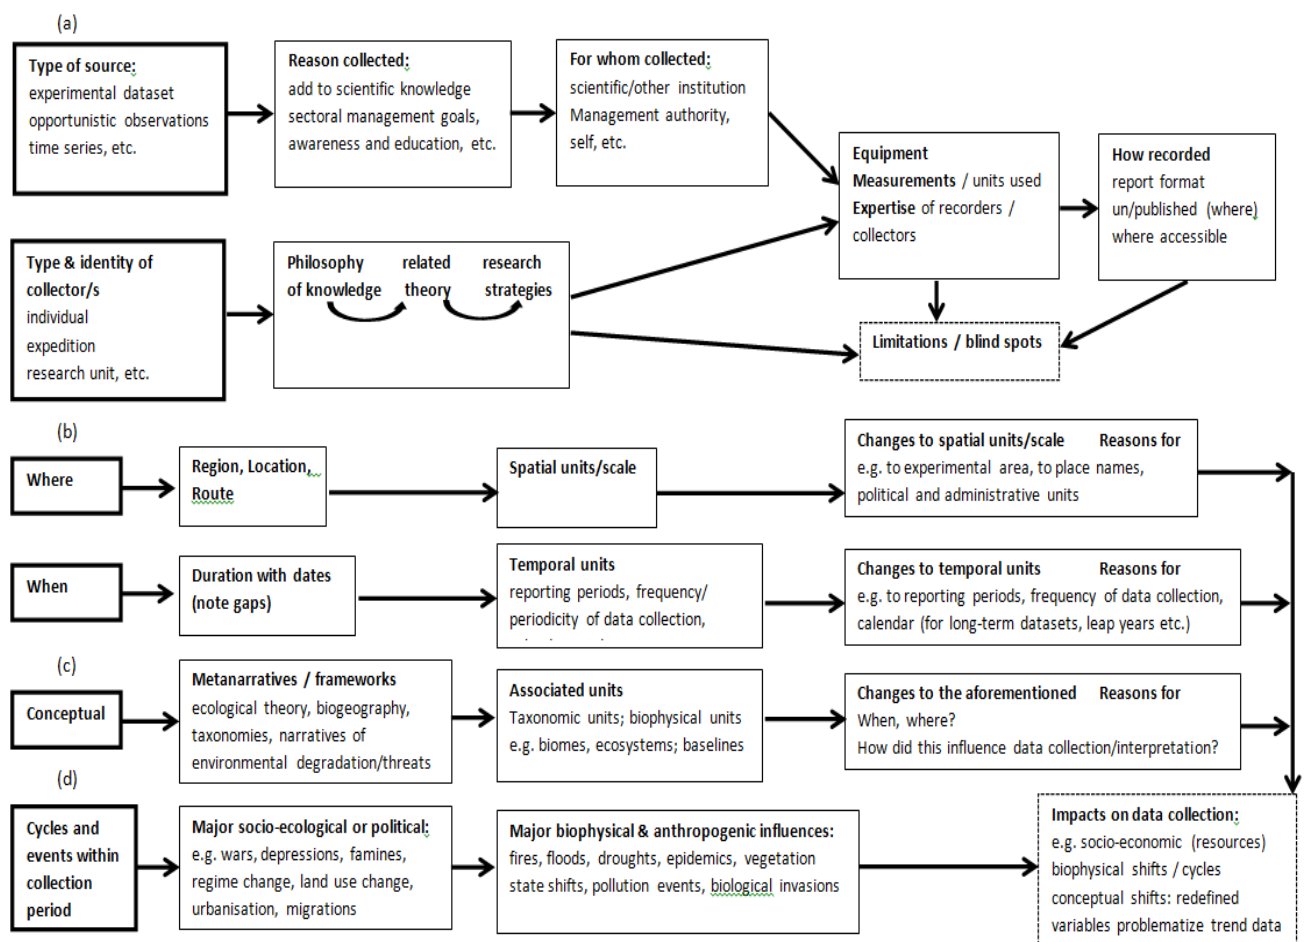 (a)
Type of source:
experimental dataset
opportunistic observations
time series, etc.
Reason collected:
add to scientific knowledge
sectoral management goals,
awareness and education, etc.
For whom collected:
scientific/other institution
Management authority,
self, etc.
Equipment
Measurements / units used
Expertise of recorders /
collectors
How recorded
report format
un/published (where)
where accessible
Type & identity of
collector/s
individual
expedition
research unit, etc.
Philosophy related research
of knowledge theory strategies
Limitations / blind spots
(b)
Where
Region, Location,
Route
Spatial units/scale
Changes to spatial units/scale Reasons for
e.g. to experimental area, to place names,
political and administrative units
When
Duration with dates
(note gaps)
Temporal units
reporting periods, frequency/
periodicity of data collection,
Changes to temporal units Reasons for
e.g. to reporting periods, frequency of data collection,
calendar (for long-term datasets, leap years etc.)
(c)
Conceptual
Metanarratives / frameworks
ecological theory, biogeography,
taxonomies, narratives of
environmental degradation/threats
Associated units
Taxonomic units; biophysical units
e.g. biomes, ecosystems; baselines
Changes to the aforementioned Reasons for
When, where?
How did this influence data collection/interpretation?
(d)
Cycles and
events within
collection
period
Major socio-ecological or political:
e.g. wars, depressions, famines,
regime change, land use change,
urbanisation, migrations
Major biophysical & anthropogenic influences:
fires, floods, droughts, epidemics, vegetation
state shifts, pollution events, biological invasions
Impacts on data collection:
e.g. socio-economic (resources)
biophysical shifts / cycles
conceptual shifts: redefined
variables problematize trend data